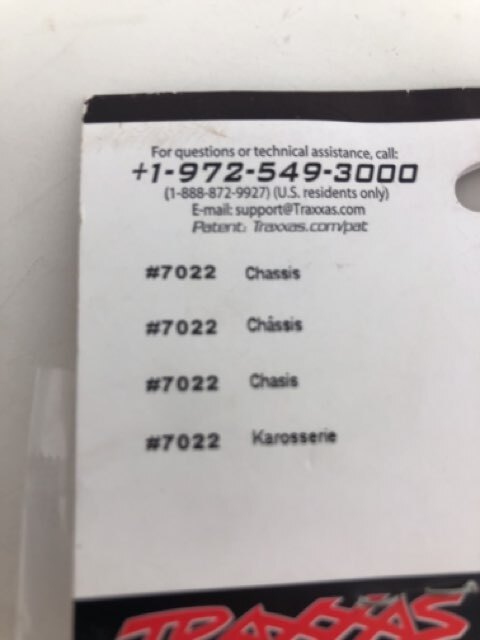 For questions or technical assistance, call:
+1-972-549-3000
(1-888-872-9927) (U.S. residents only)
E-mail: support@Traxxas.com
Patent: Traxxas.com/pat
#7022 Chassis
#7022 Châssis
#7022 Chasis
#7022 Karosserie
TRAXXAS